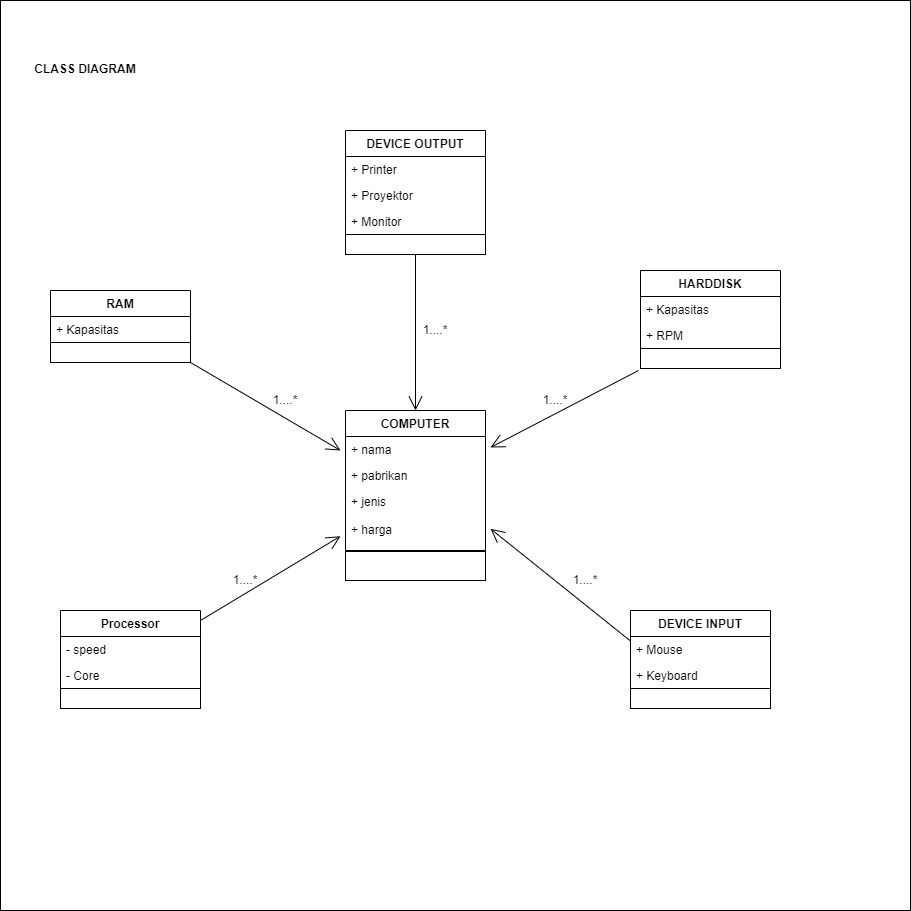 CLASS DIAGRAM
DEVICE OUTPUT
+ Printer
+ Proyektor
+ Monitor
1....*
RAM
+ Kapasitas
1....*
HARDDISK
+ Kapasitas
+ RPM
1....*
COMPUTER
+ nama
+ pabrikan
+ jenis
+ harga
1....*
Processor
- speed
- Core
1....*
DEVICE INPUT
+ Mouse
+ Keyboard